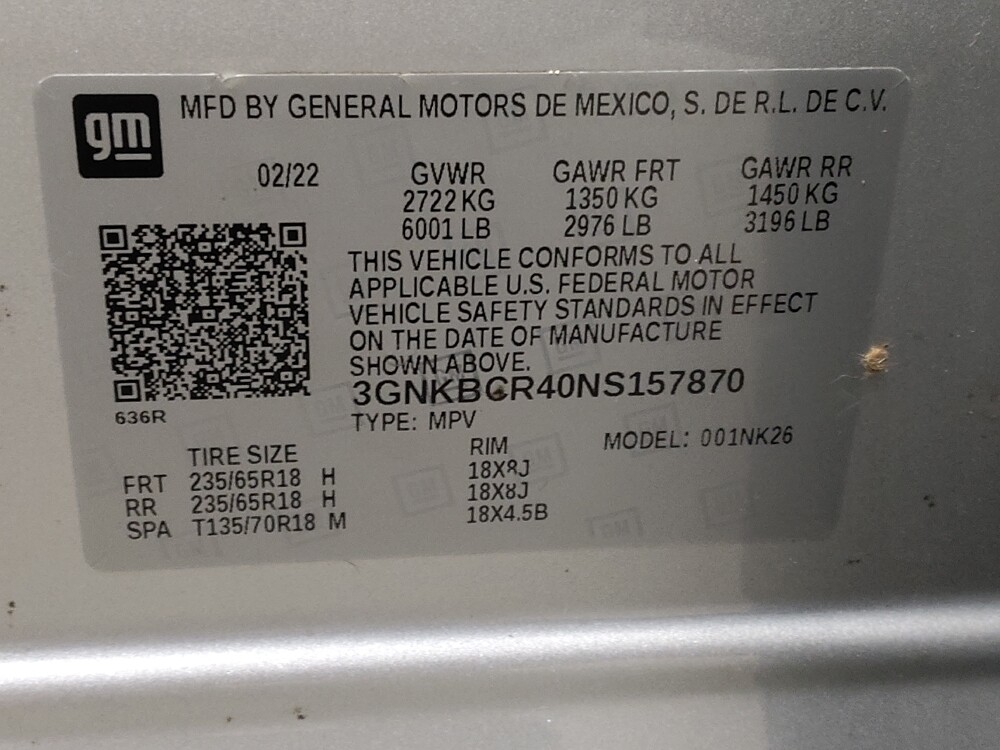 gm
MFD BY GENERAL MOTORS DE MEXICO, S. DE R.L. DE C.V.
02/22 GVWR GAWR FRT GAWR RR
2722 KG 1350 KG 1450 KG
6001 LB 2976 LB 3196 LB
THIS VEHICLE CONFORMS TO ALL
APPLICABLE U.S. FEDERAL MOTOR
VEHICLE SAFETY STANDARDS IN EFFECT
ON THE DATE OF MANUFACTURE
SHOWN ABOVE.
3GNKBCR40NS157870
636R
TYPE: MPV
MODEL: 001NK26
TIRE SIZE RIM
FRT 235/65R18 H 18X8J
RR 235/65R18 H 18X8J
SPA T135/70R18 M 18X4.5B